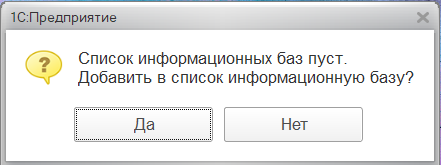 1С:Предприятие
Список информационных баз пуст.
Добавить в список информационную базу?
Да
Нет